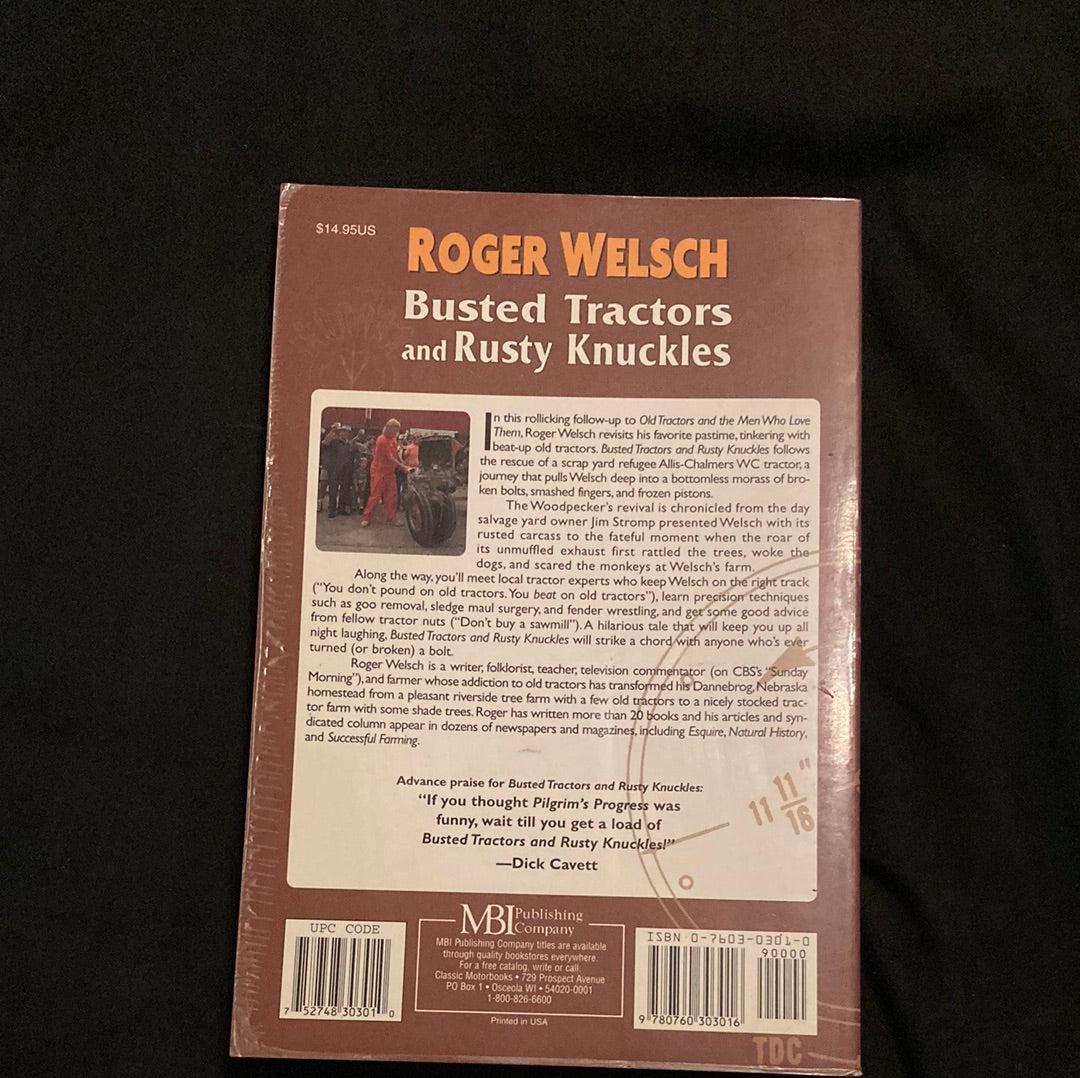 $14.95US
ROGER WELSCH
Busted Tractors
and Rusty Knuckles
In this rollicking follow-up to Old Tractors and the Men Who Love
Them, Roger Welsch revisits his favorite pastime, tinkering with
beat-up old tractors. Busted Tractors and Rusty Knuckles follows
the rescue of a scrap yard refugee Allis-Chalmers WC tractor, a
journey that pulls Welsch deep into a bottomless morass of bro-
ken bolts, smashed fingers, and frozen pistons.
The Woodpecker's revival is chronicled from the day
salvage yard owner Jim Stromp presented Welsch with its
rusted carcass to the fateful moment when the roar of
its unmuffled exhaust first rattled the trees, woke the
dogs, and scared the monkeys at Welsch's farm.
Along the way, you'll meet local tractor experts who keep Welsch on the right track
("You don't pound on old tractors. You beat on old tractors"), learn precision techniques
such as goo removal, sledge maul surgery, and fender wrestling, and get some good advice
from fellow tractor nuts ("Don't buy a sawmill"). A hilarious tale that will keep you up all
night laughing, Busted Tractors and Rusty Knuckles will strike a chord with anyone who's ever
turned (or broken) a bolt.
Roger Welsch is a writer, folklorist, teacher, television commentator (on CBS's "Sunday
Morning"), and farmer whose addiction to old tractors has transformed his Dannebrog, Nebraska
homestead from a pleasant riverside tree farm with a few old tractors to a nicely stocked trac-
tor farm with some shade trees. Roger has written more than 20 books and his articles and syn-
dicated column appear in dozens of newspapers and magazines, including Esquire, Natural History,
and Successful Farming.
Advance praise for Busted Tractors and Rusty Knuckles:
"If you thought Pilgrim's Progress was
funny, wait till you get a load of
Busted Tractors and Rusty Knuckles!"
—Dick Cavett
11 11/16"
UPC CODE
7 52748 30301 0
MBI Publishing
Company
MBI Publishing Company titles are available
through quality bookstores everywhere.
For a free catalog, write or call:
Classic Motorbooks • 729 Prospect Avenue
PO Box 1 • Osceola WI • 54020-0001
1-800-826-6600
Printed in USA
ISBN 0-7603-0301-0
90000
9 780760 303016
TDC